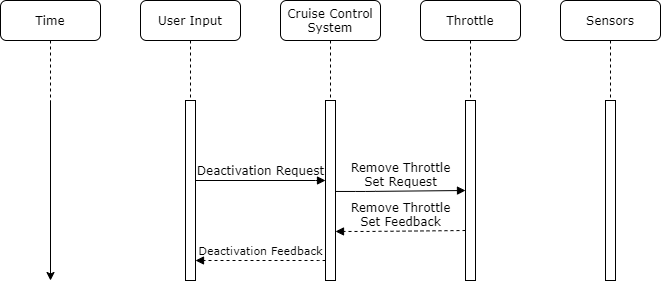 Time
User Input
Cruise Control
System
Throttle
Sensors
Deactivation Request
Remove Throttle
Set Request
Remove Throttle
Set Feedback
Deactivation Feedback